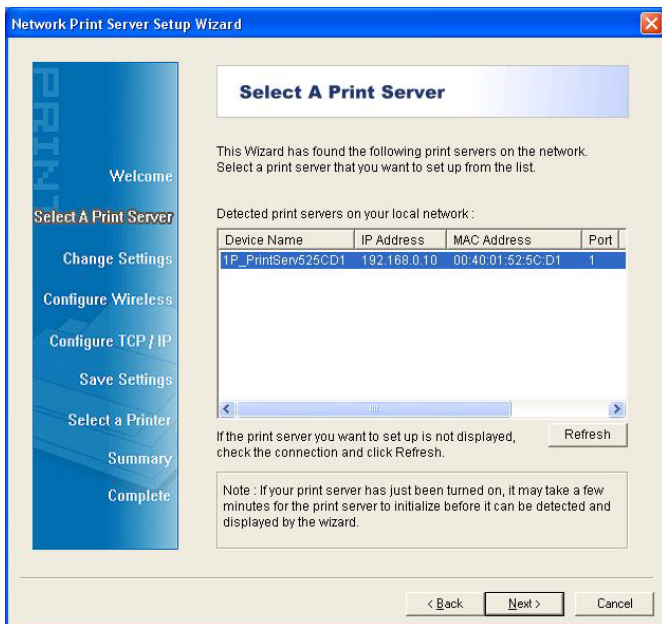 Network Print Server Setup Wizard
PRINT
Welcome
Select A Print Server
Change Settings
Configure Wireless
Configure TCP / IP
Save Settings
Select a Printer
Summary
Complete
Select A Print Server
This Wizard has found the following print servers on the network.
Select a print server that you want to set up from the list.
Detected print servers on your local network :
Device Name IP Address MAC Address Port
1P_PrintServ525CD1 192.168.0.10 00:40:01:52:5C:D1 1
If the print server you want to set up is not displayed,
check the connection and click Refresh.
Refresh
Note : If your print server has just been turned on, it may take a few
minutes for the print server to initialize before it can be detected and
displayed by the wizard.
< Back Next > Cancel